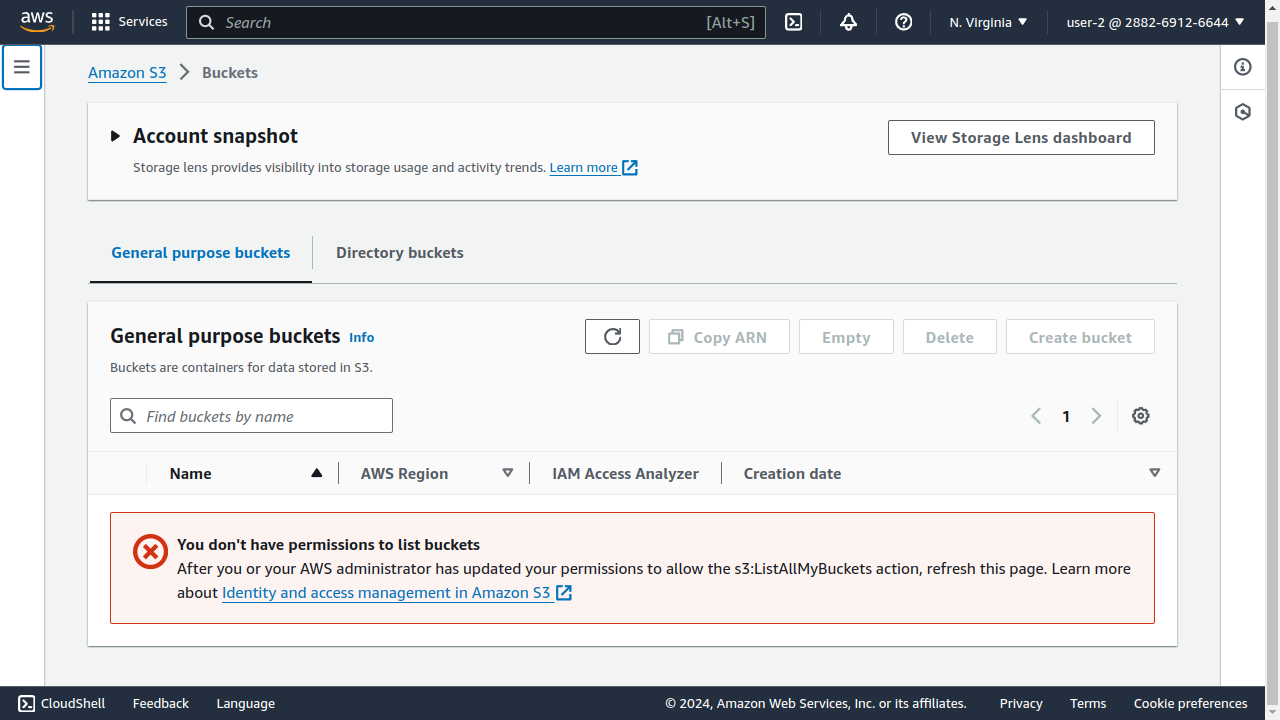 aws
Services
Search
[Alt+S]
N. Virginia
user-2 @ 2882-6912-6644
Amazon S3
Buckets
Account snapshot
View Storage Lens dashboard
Storage lens provides visibility into storage usage and activity trends. Learn more
General purpose buckets
Directory buckets
General purpose buckets Info
Copy ARN
Empty
Delete
Create bucket
Buckets are containers for data stored in S3.
Find buckets by name
1
Name
AWS Region
IAM Access Analyzer
Creation date
You don't have permissions to list buckets
After you or your AWS administrator has updated your permissions to allow the s3:ListAllMyBuckets action, refresh this page. Learn more
about Identity and access management in Amazon S3
CloudShell
Feedback
Language
© 2024, Amazon Web Services, Inc. or its affiliates.
Privacy
Terms
Cookie preferences